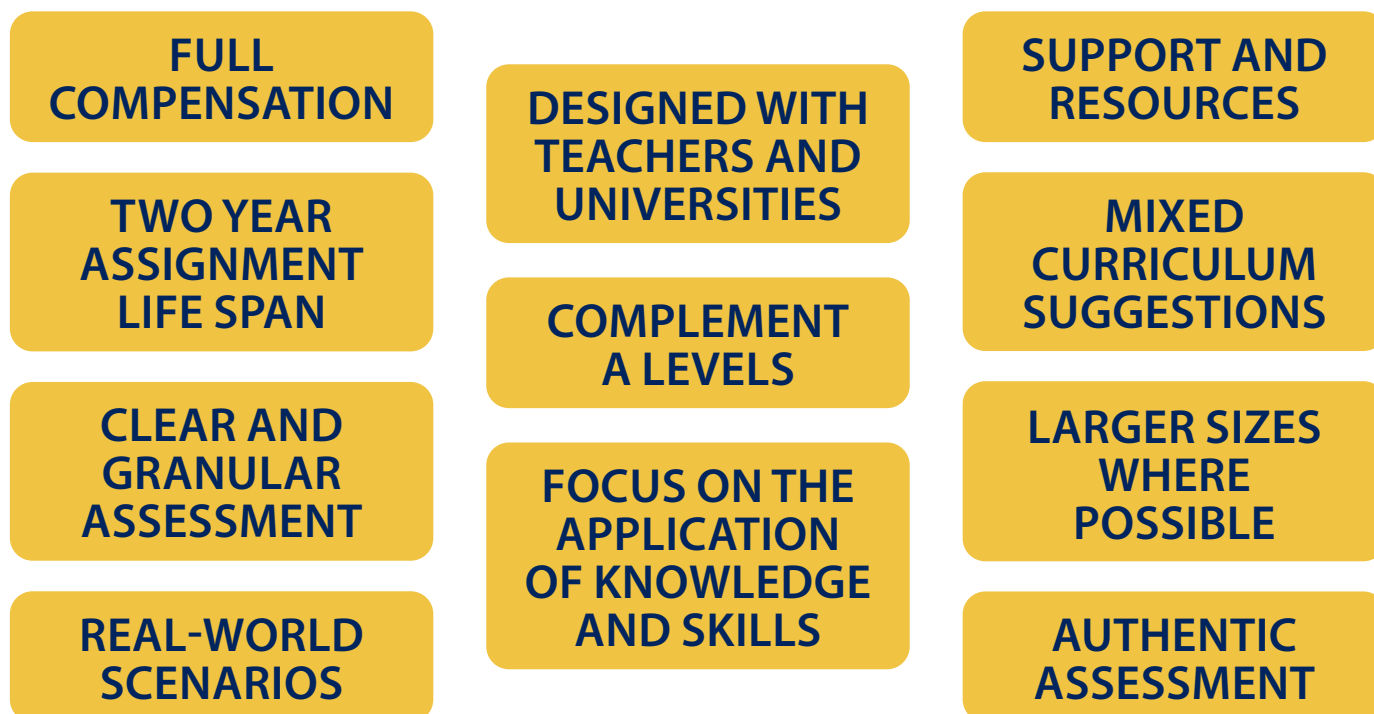 FULL
COMPENSATION
TWO YEAR
ASSIGNMENT
LIFE SPAN
CLEAR AND
GRANULAR
ASSESSMENT
REAL-WORLD
SCENARIOS
DESIGNED WITH
TEACHERS AND
UNIVERSITIES
COMPLEMENT
A LEVELS
FOCUS ON THE
APPLICATION
OF KNOWLEDGE
AND SKILLS
SUPPORT AND
RESOURCES
MIXED
CURRICULUM
SUGGESTIONS
LARGER SIZES
WHERE
POSSIBLE
AUTHENTIC
ASSESSMENT